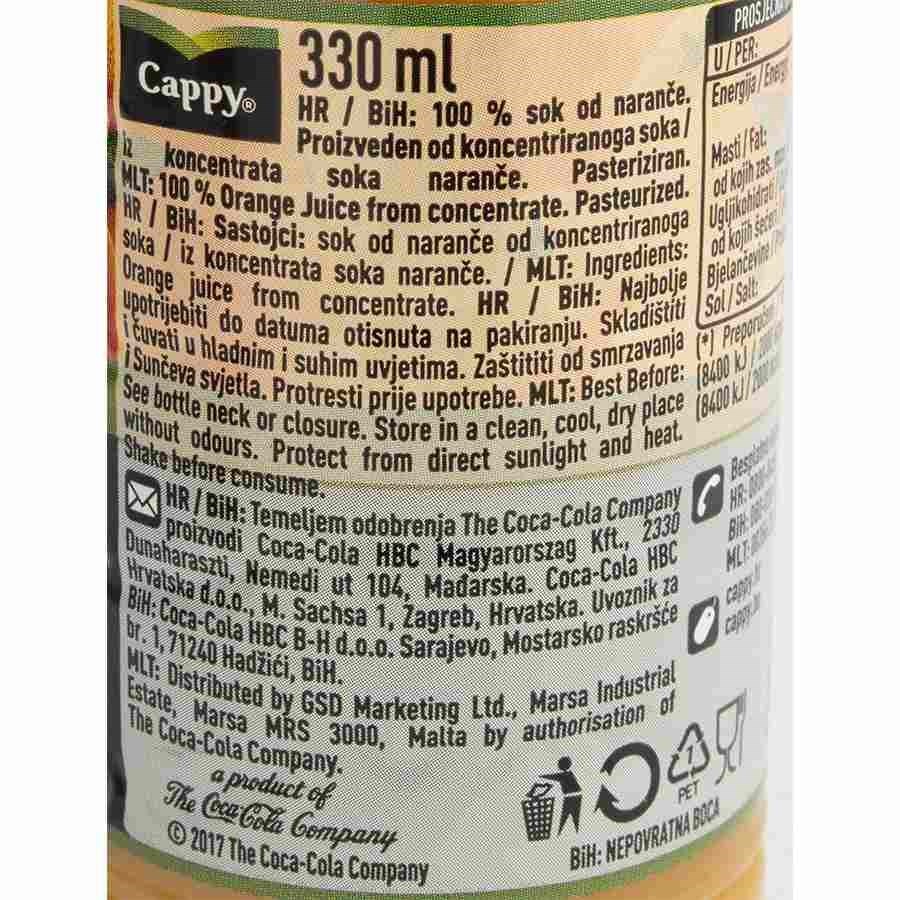 Cappy®
330 ml
HR / BiH: 100 % sok od naranče.
Proizveden od koncentriranoga soka /
iz koncentrata soka naranče. Pasteriziran.
MLT: 100 % Orange Juice from concentrate. Pasteurized.
HR / BiH: Sastojci: sok od naranče od koncentriranoga
soka / iz koncentrata soka naranče. / MLT: Ingredients:
Orange juice from concentrate. HR / BiH: Najbolje
upotrijebiti do datuma otisnuta na pakiranju. Skladištiti
i čuvati u hladnim i suhim uvjetima. Zaštititi od smrzavanja
i Sunčeva svjetla. Protresti prije upotrebe. MLT: Best Before:
See bottle neck or closure. Store in a clean, cool, dry place
without odours. Protect from direct sunlight and heat.
Shake before consume.
HR / BiH: Temeljem odobrenja The Coca-Cola Company
proizvodi Coca-Cola HBC Magyarország Kft., 2330
Dunaharaszti, Nemedi ut 104, Mađarska. Coca-Cola HBC
Hrvatska d.o.o., M. Sachsa 1, Zagreb, Hrvatska. Uvoznik za
BiH: Coca-Cola HBC B-H d.o.o. Sarajevo, Mostarsko raskršće
br. 1, 71240 Hadžići, BiH.
MLT: Distributed by GSD Marketing Ltd., Marsa Industrial
Estate, Marsa MRS 3000, Malta by authorisation of
The Coca-Cola Company.
a product of
The Coca-Cola Company
© 2017 The Coca-Cola Company
U / PER:
Energija /
Masti / Fat:
od kojih zas.
Ugljikohidrati
od kojih šećeri
Bjelančevine /
Sol / Salt:
(*)
(8400 kJ /
(8400 kJ /
HR:
BiH:
MLT:
1
PET
BiH: NEPOVRATNA BOCA